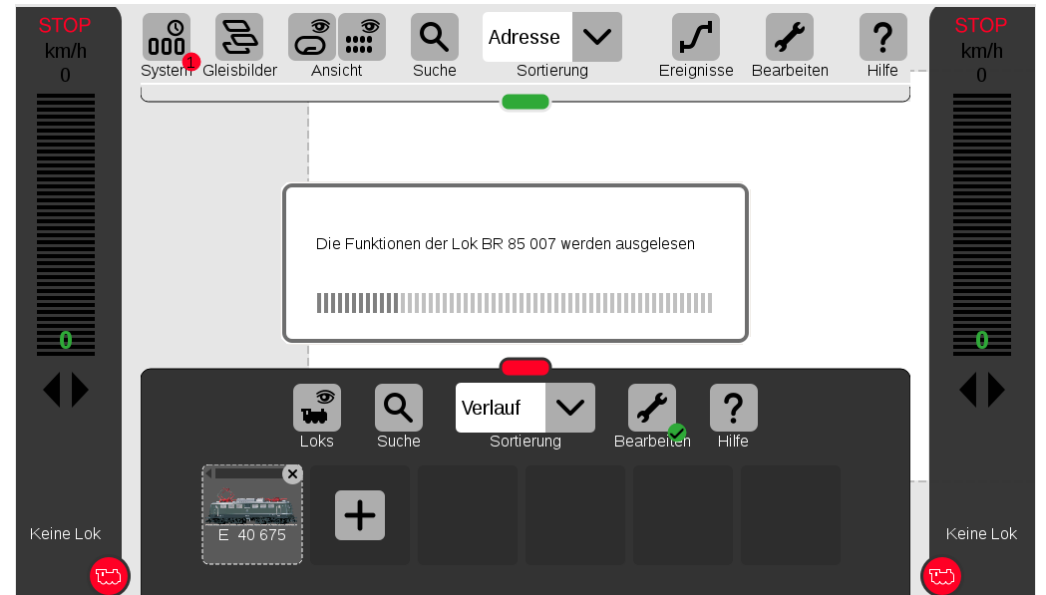 STOP
km/h
0
0
Keine Lok
000
1
System
Gleisbilder
Ansicht
Suche
Adresse
Sortierung
Ereignisse
Bearbeiten
?
Hilfe
STOP
km/h
0
0
Keine Lok
Die Funktionen der Lok BR 85 007 werden ausgelesen
Loks
Suche
Verlauf
Sortierung
Bearbeiten
?
Hilfe
E 40 675